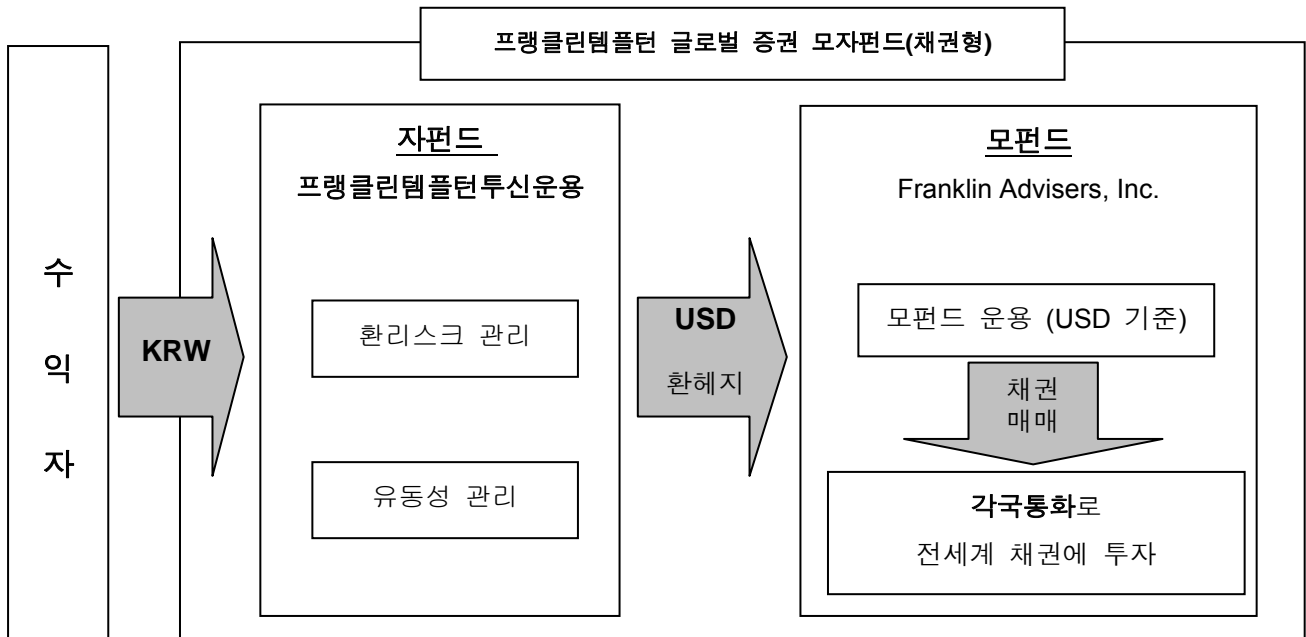 프랭클린템플턴 글로벌 증권 모자펀드(채권형)
수
익
자
KRW
자펀드
프랭클린템플턴투신운용
환리스크 관리
유동성 관리
USD
환헤지
모펀드
Franklin Advisers, Inc.
모펀드 운용 (USD 기준)
채권
매매
각국통화로
전세계 채권에 투자